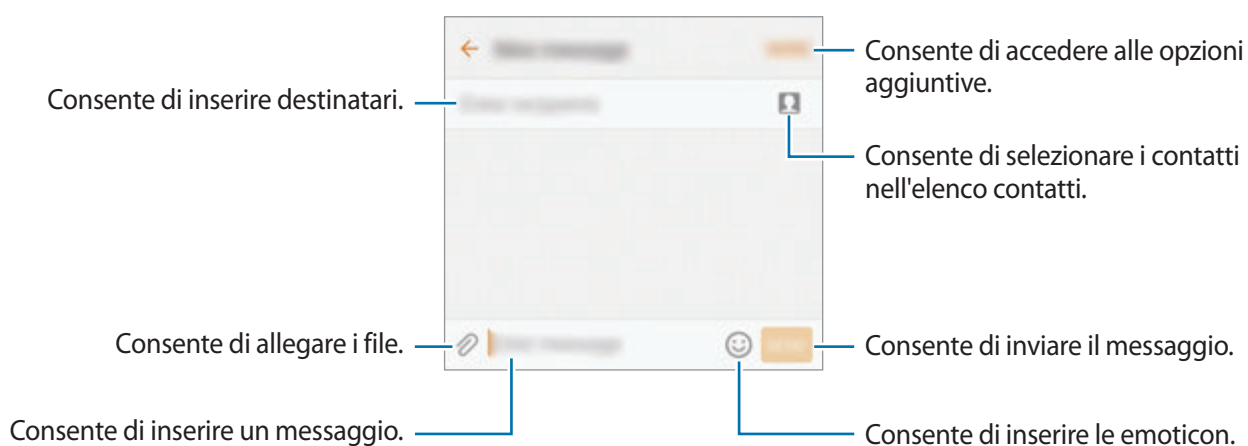 Consente di accedere alle opzioni
aggiuntive.
Consente di inserire destinatari.
Consente di selezionare i contatti
nell'elenco contatti.
Consente di allegare i file.
Consente di inviare il messaggio.
Consente di inserire un messaggio.
Consente di inserire le emoticon.